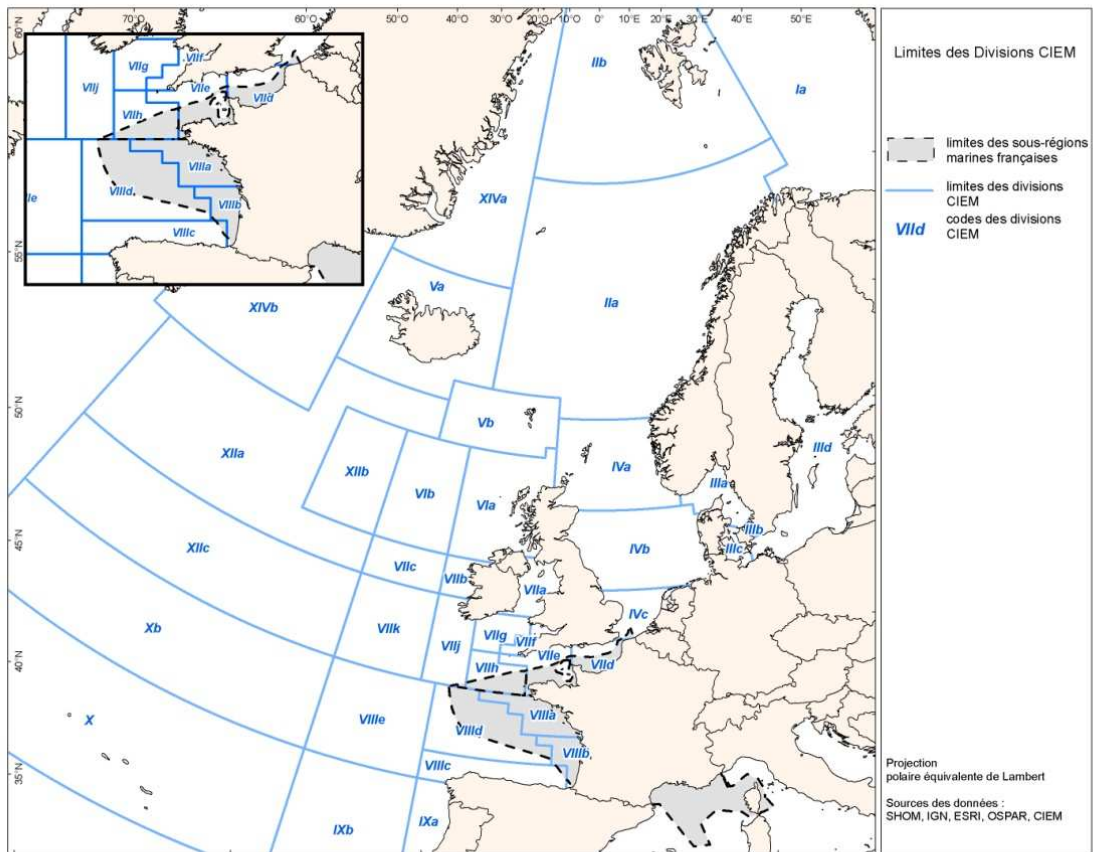 70°W
60°W
50°W
40°W
30°W
20°W
10°W
0°E
10°E
20°E
30°E
40°E
50°E
60°N
55°N
50°N
45°N
40°N
35°N
VIIg
VIIf
VIIj
VIIe
VIId
VIIh
VIIIa
VIIId
VIIIb
VIIIc
Ie
IIb
Ia
XIVa
Va
XIVb
IIa
Vb
XIIa
XIIb
VIb
VIa
IVa
IIIa
IIId
IIIb
IIIc
IVb
XIIc
VIIc
VIIb
VIIa
IVc
Xb
VIIk
VIIj
VIIg
VIIf
VIIe
VIId
VIIh
X
VIIIe
VIIId
VIIIa
VIIIb
VIIIc
IXb
IXa
Limites des Divisions CIEM
limites des sous-régions
marines françaises
limites des divisions
CIEM
VIId
codes des divisions
CIEM
Projection
polaire équivalente de Lambert
Sources des données :
SHOM, IGN, ESRI, OSPAR, CIEM